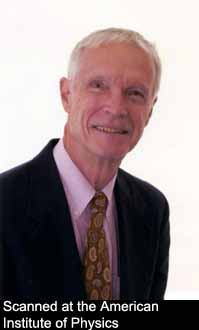 Scanned at the American
Institute of Physics